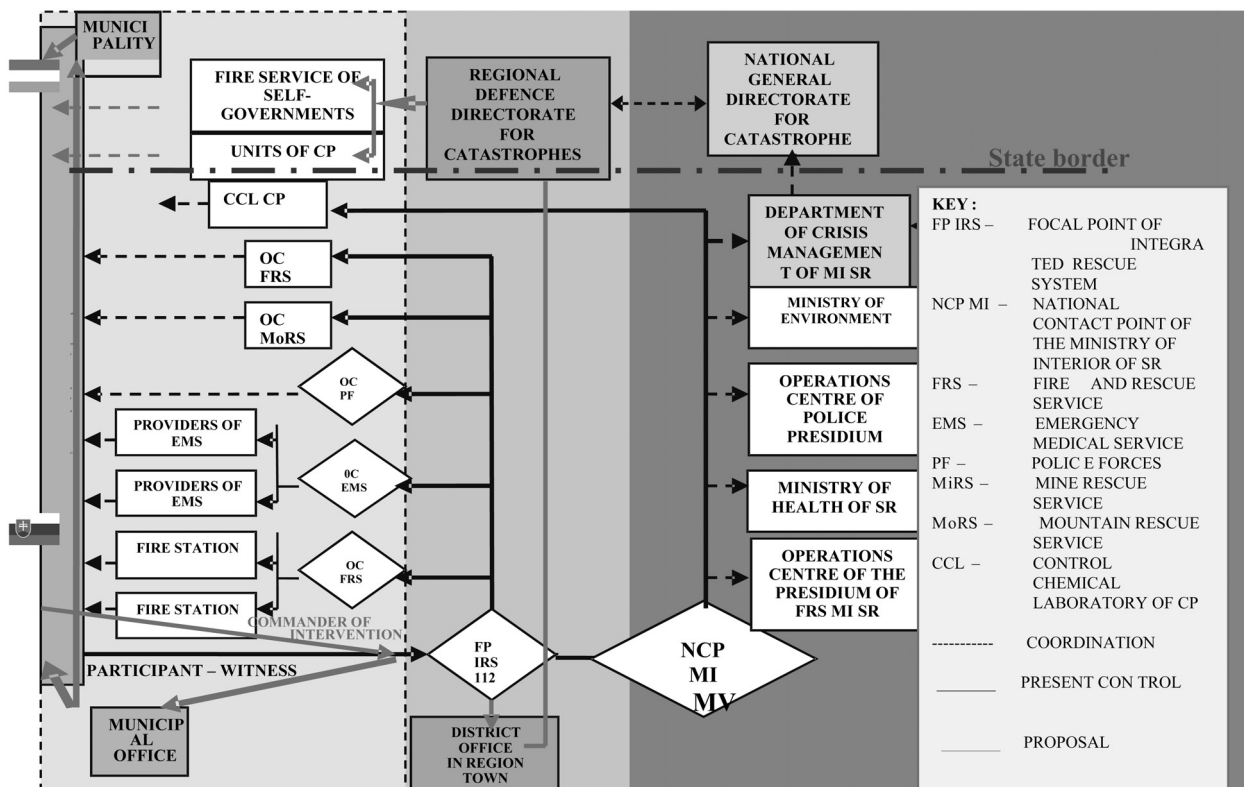 MUNICI
PALITY
FIRE SERVICE OF
SELF-
GOVERNMENTS
UNITS OF CP
REGIONAL
DEFENCE
DIRECTORATE
FOR
CATASTROPHES
NATIONAL
GENERAL
DIRECTORATE
FOR
CATASTROPHE
State border
CCL CP
OC
FRS
OC
MoRS
OC
PF
PROVIDERS OF
EMS
0C
EMS
PROVIDERS OF
EMS
FIRE STATION
OC
FRS
FIRE STATION
COMMANDER OF
INTERVENTION
PARTICIPANT – WITNESS
FP
IRS
112
NCP
MI
MV
MUNICIP
AL
OFFICE
DISTRICT
OFFICE
IN REGION
TOWN
DEPARTMENT
OF CRISIS
MANAGEMEN
T OF MI SR
MINISTRY OF
ENVIRONMENT
OPERATIONS
CENTRE OF
POLICE
PRESIDIUM
MINISTRY OF
HEALTH OF SR
OPERATIONS
CENTRE OF THE
PRESIDIUM OF
FRS MI SR
KEY :
FP IRS – FOCAL POINT OF
INTEGRA
TED RESCUE
SYSTEM
NCP MI – NATIONAL
CONTACT POINT OF
THE MINISTRY OF
INTERIOR OF SR
FRS – FIRE AND RESCUE
SERVICE
EMS – EMERGENCY
MEDICAL SERVICE
PF – POLIC E FORCES
MiRS – MINE RESCUE
SERVICE
MoRS – MOUNTAIN RESCUE
SERVICE
CCL – CONTROL
CHEMICAL
LABORATORY OF CP
COORDINATION
PRESENT CON TROL
PROPOSAL